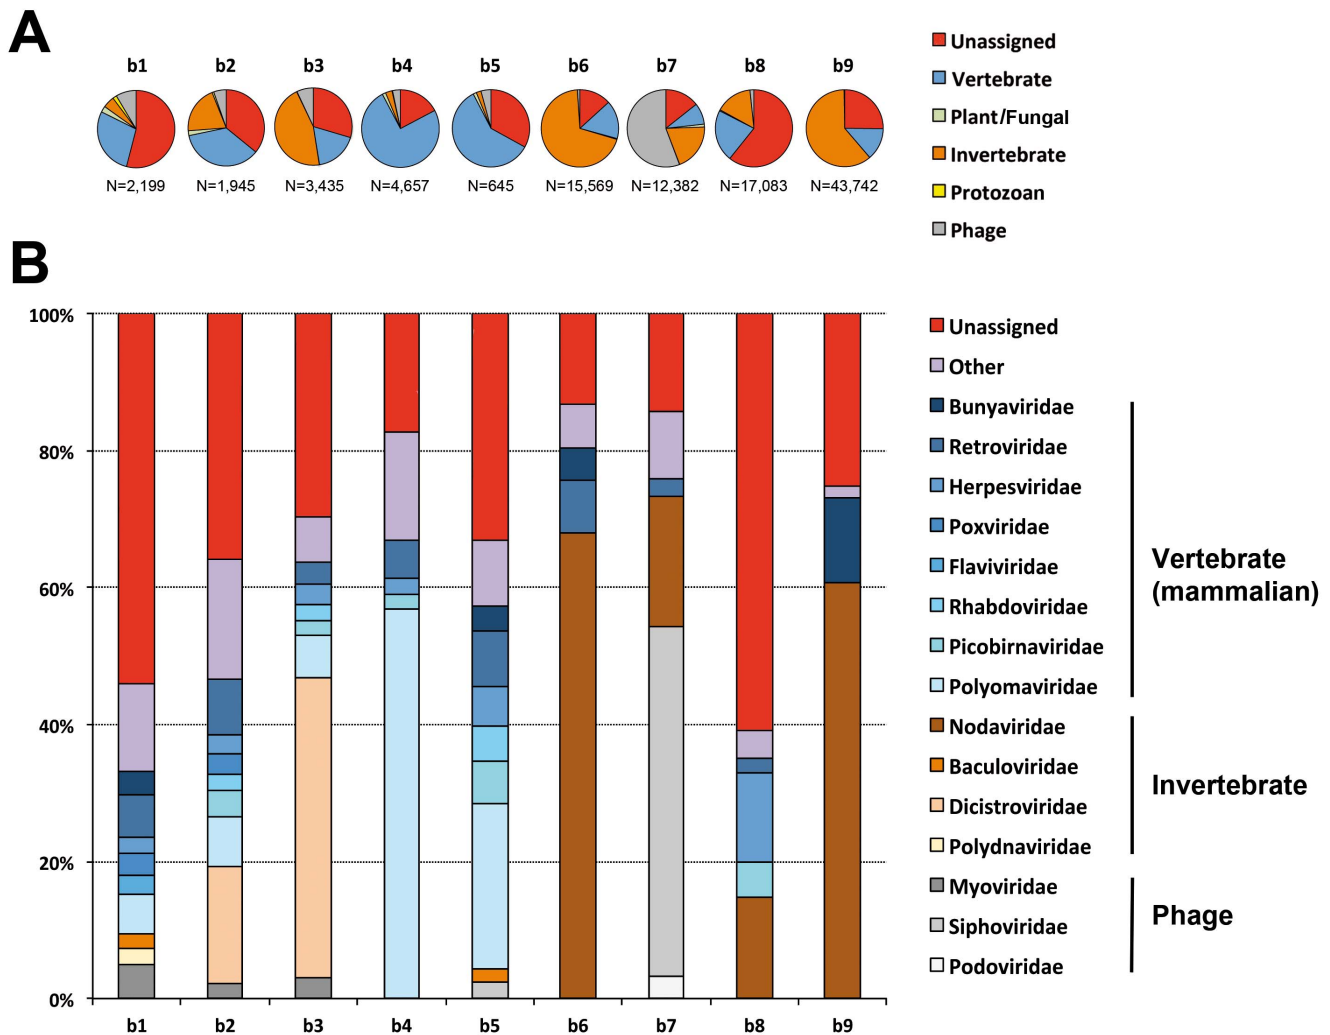 A
b1 b2 b3 b4 b5 b6 b7 b8 b9
N=2,199 N=1,945 N=3,435 N=4,657 N=645 N=15,569 N=12,382 N=17,083 N=43,742
Unassigned
Vertebrate
Plant/Fungal
Invertebrate
Protozoan
Phage
B
100%
80%
60%
40%
20%
0%
b1 b2 b3 b4 b5 b6 b7 b8 b9
Unassigned
Other
Bunyaviridae
Retroviridae
Herpesviridae
Poxviridae
Flaviviridae
Rhabdoviridae
Picobirnaviridae
Polyomaviridae
Nodaviridae
Baculoviridae
Dicistroviridae
Polydnaviridae
Myoviridae
Siphoviridae
Podoviridae
Vertebrate
(mammalian)
Invertebrate
Phage